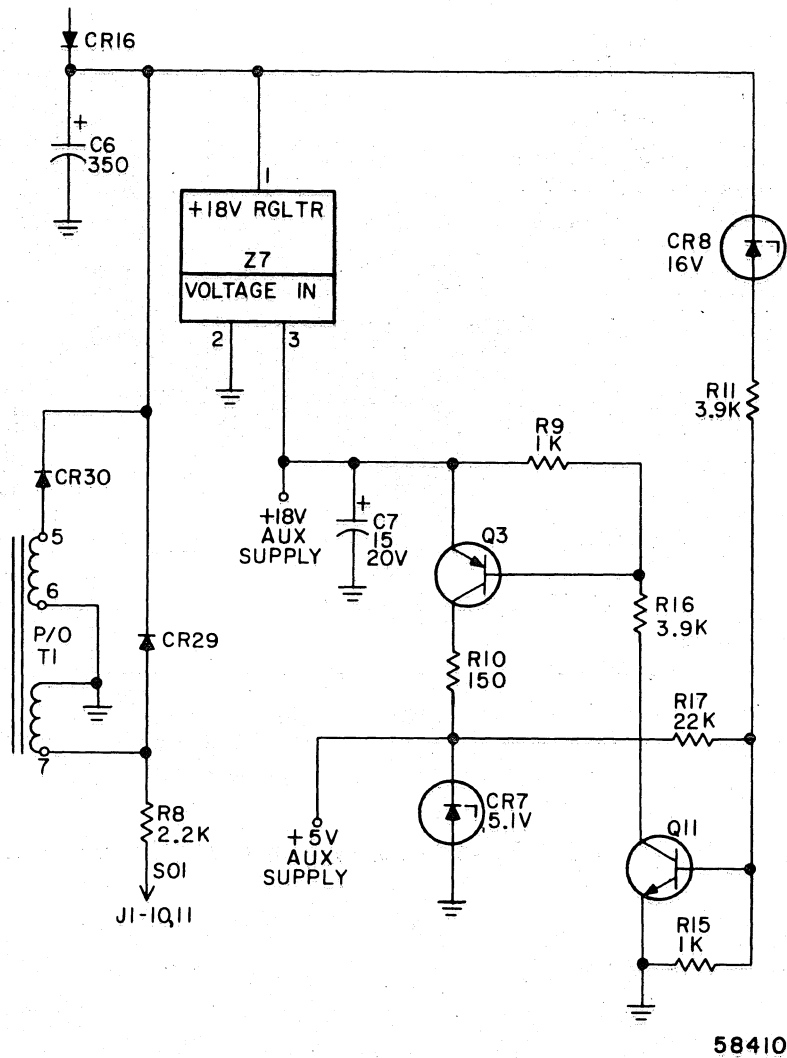 CR16
+
C6
350
1
+18V RGLTR
Z7
VOLTAGE IN
2
3
CR8
16V
R11
3.9K
R9
1K
CR30
+18V
AUX
SUPPLY
+
C7
15
20V
Q3
5
6
P/O
T1
CR29
R16
3.9K
R10
150
R17
22K
7
R8
2.2K
+5V
AUX
SUPPLY
CR7
5.1V
Q11
S01
J1-10,11
R15
1K
58410